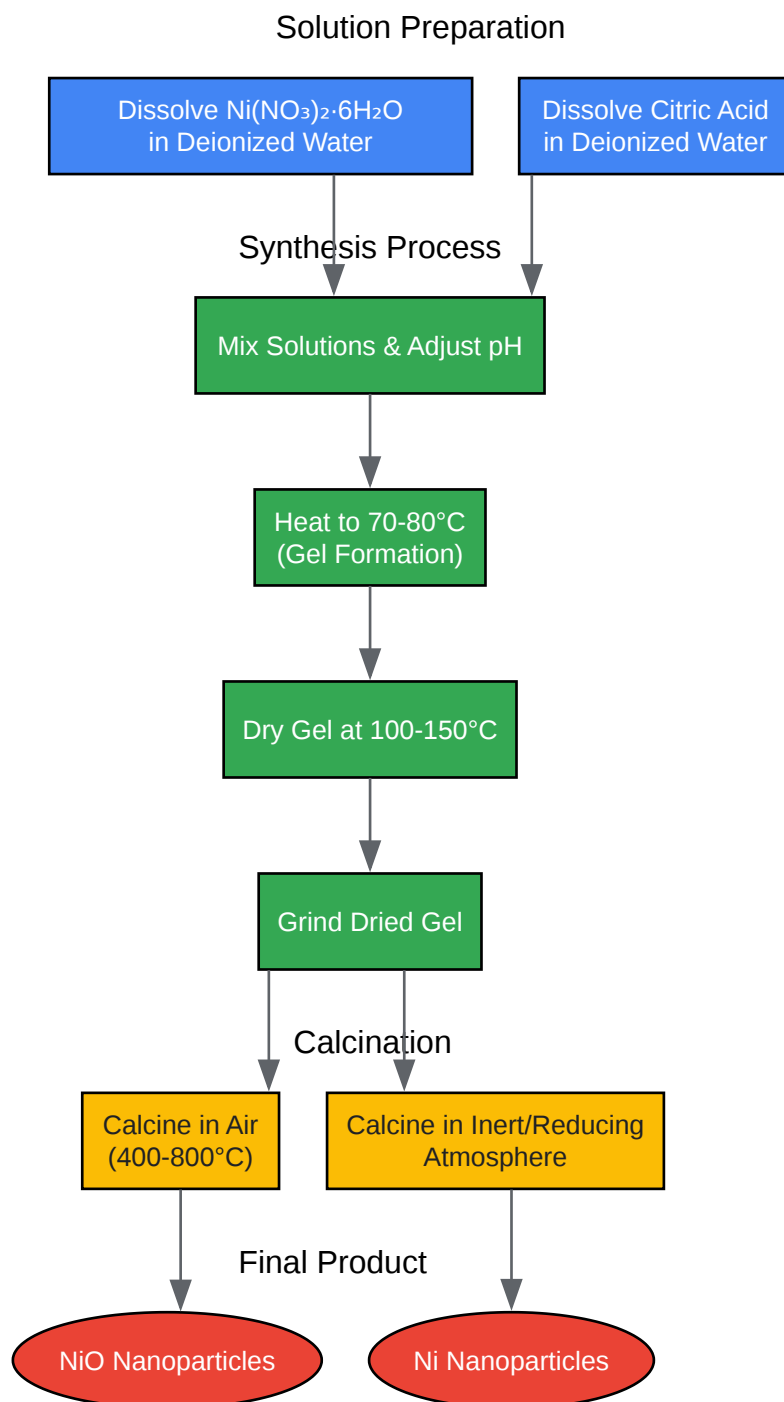 Solution Preparation
Dissolve Ni(NO₃)₂·6H₂O
in Deionized Water
Dissolve Citric Acid
in Deionized Water
Synthesis Process
Mix Solutions & Adjust pH
Heat to 70-80°C
(Gel Formation)
Dry Gel at 100-150°C
Grind Dried Gel
Calcination
Calcine in Air
(400-800°C)
Calcine in Inert/Reducing
Atmosphere
Final Product
NiO Nanoparticles
Ni Nanoparticles